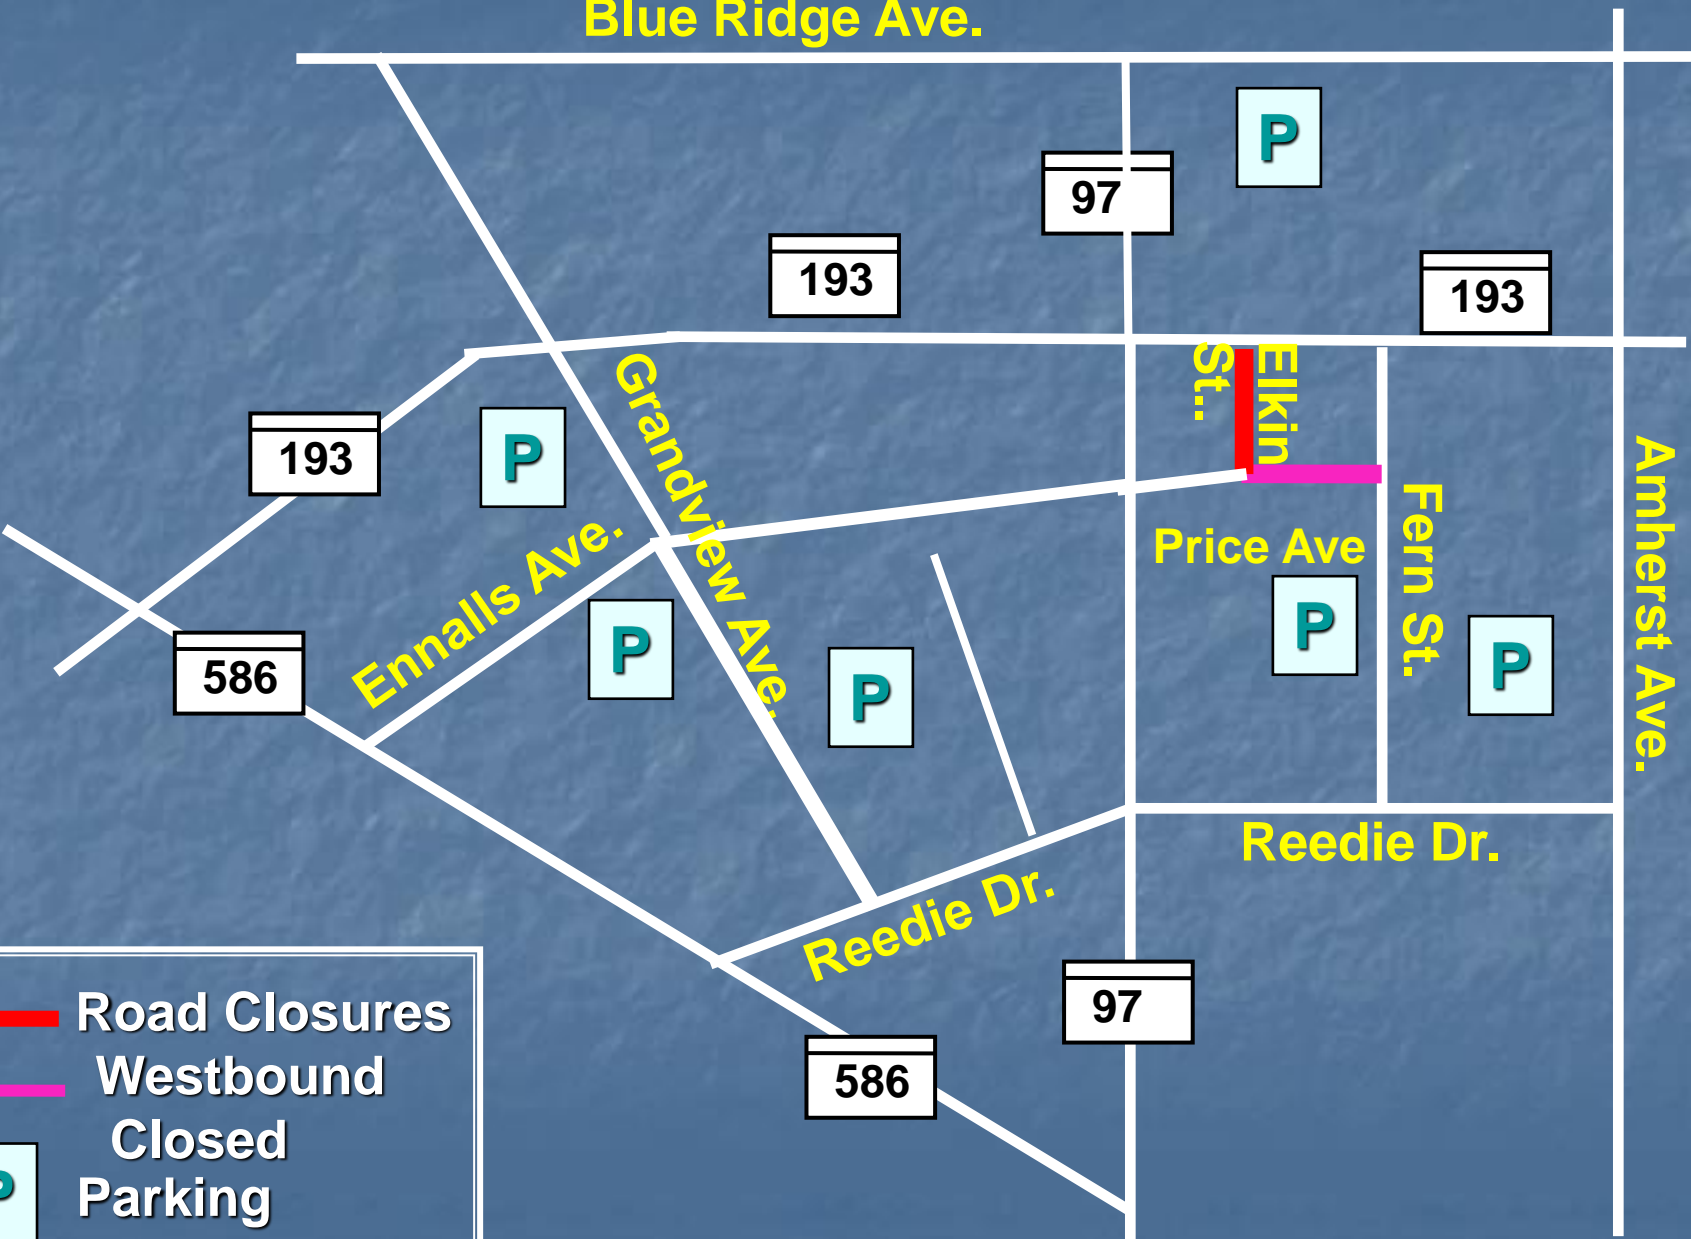 Blue Ridge Ave.
P
97
193
193
St..
Elkin
Grandview Ave.
193
P
Amherst Ave.
Fern St.
Ennalls Ave.
Price Ave
P
P
P
P
586
Reedie Dr.
Reedie Dr.
97
586
Road Closures
Westbound
Closed
P
Parking